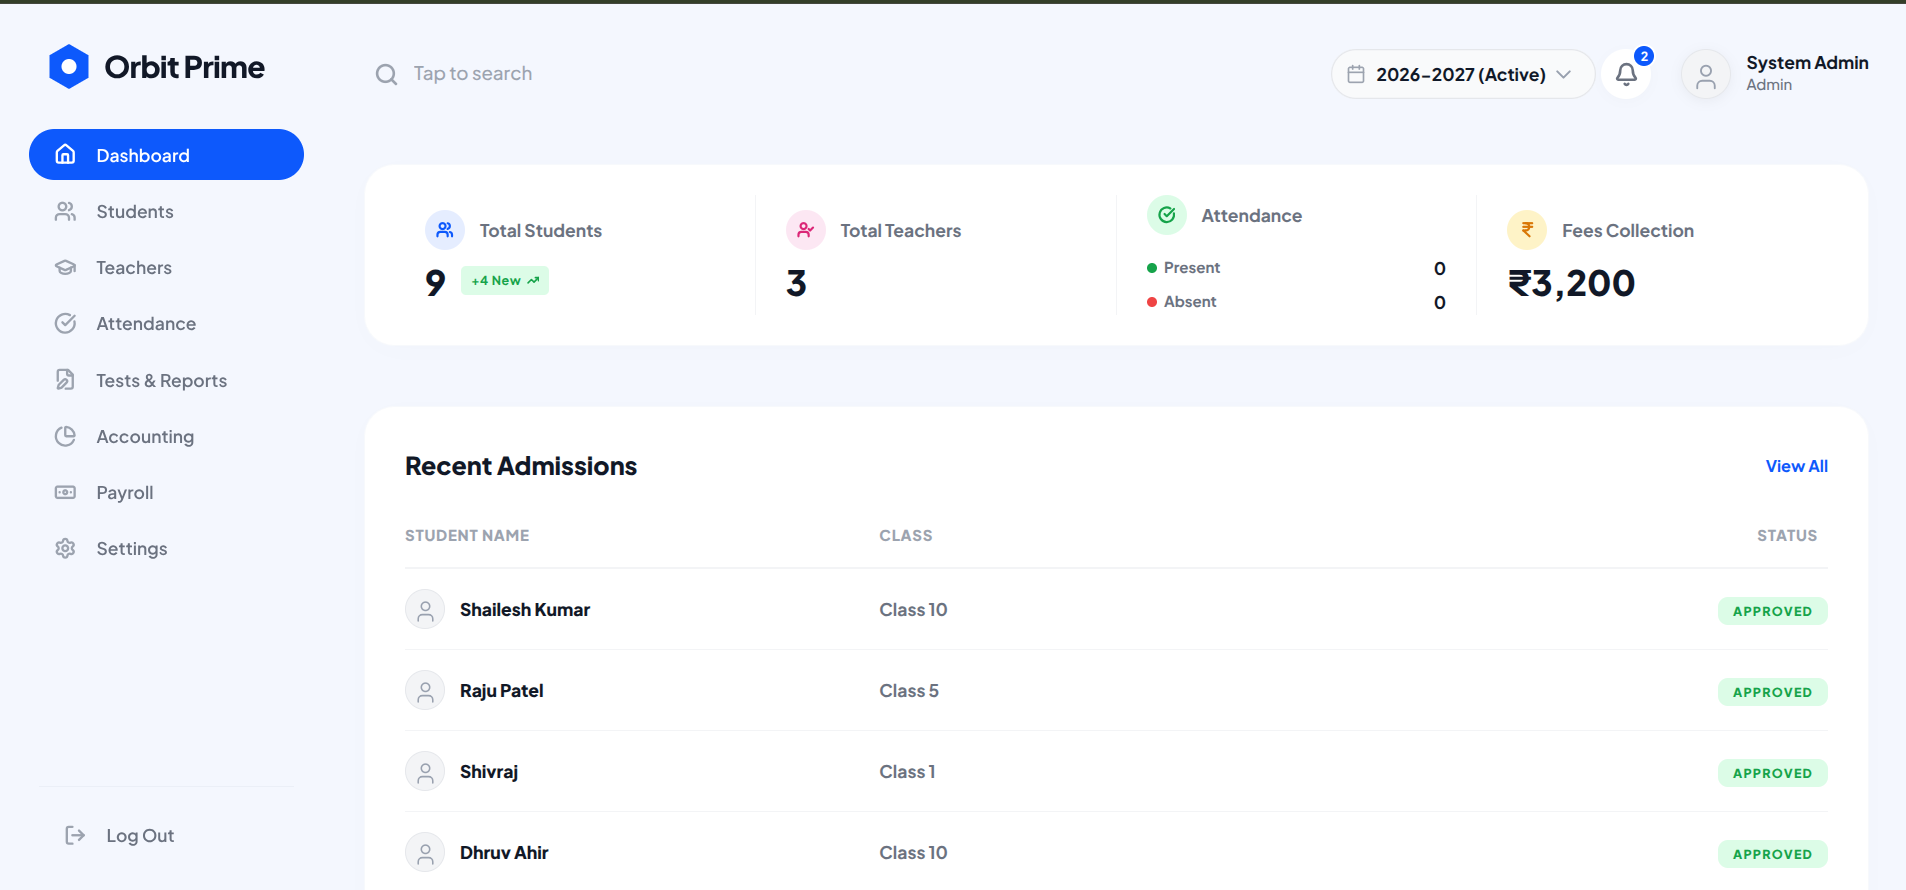 Orbit Prime
Tap to search
2026-2027 (Active)
2
System Admin
Admin
Dashboard
Students
Teachers
Attendance
Tests & Reports
Accounting
Payroll
Settings
Log Out
Total Students
9 +4 New
Total Teachers
3
Attendance
Present 0
Absent 0
Fees Collection
₹3,200
Recent Admissions View All
STUDENT NAME CLASS STATUS
Shailesh Kumar Class 10 APPROVED
Raju Patel Class 5 APPROVED
Shivraj Class 1 APPROVED
Dhruv Ahir Class 10 APPROVED